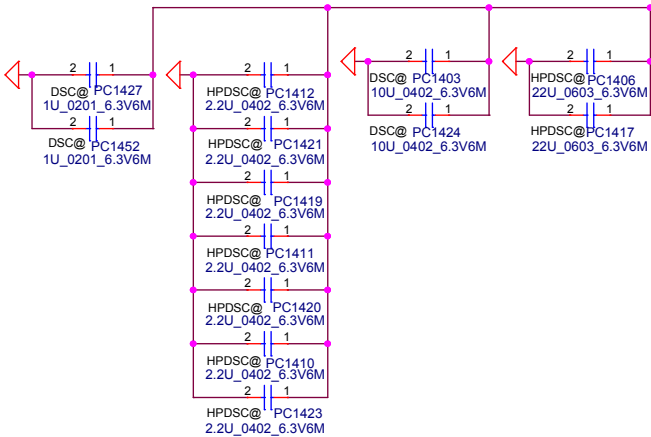 2 1
DSC@ PC1427
1U_0201_6.3V6M
2 1
DSC@ PC1452
1U_0201_6.3V6M
2 1
HPDSC@ PC1412
2.2U_0402_6.3V6M
2 1
HPDSC@ PC1421
2.2U_0402_6.3V6M
2 1
HPDSC@ PC1419
2.2U_0402_6.3V6M
2 1
HPDSC@ PC1411
2.2U_0402_6.3V6M
2 1
HPDSC@ PC1420
2.2U_0402_6.3V6M
2 1
HPDSC@ PC1410
2.2U_0402_6.3V6M
2 1
HPDSC@ PC1423
2.2U_0402_6.3V6M
2 1
DSC@ PC1403
10U_0402_6.3V6M
2 1
DSC@ PC1424
10U_0402_6.3V6M
2 1
HPDSC@ PC1406
22U_0603_6.3V6M
2 1
HPDSC@ PC1417
22U_0603_6.3V6M